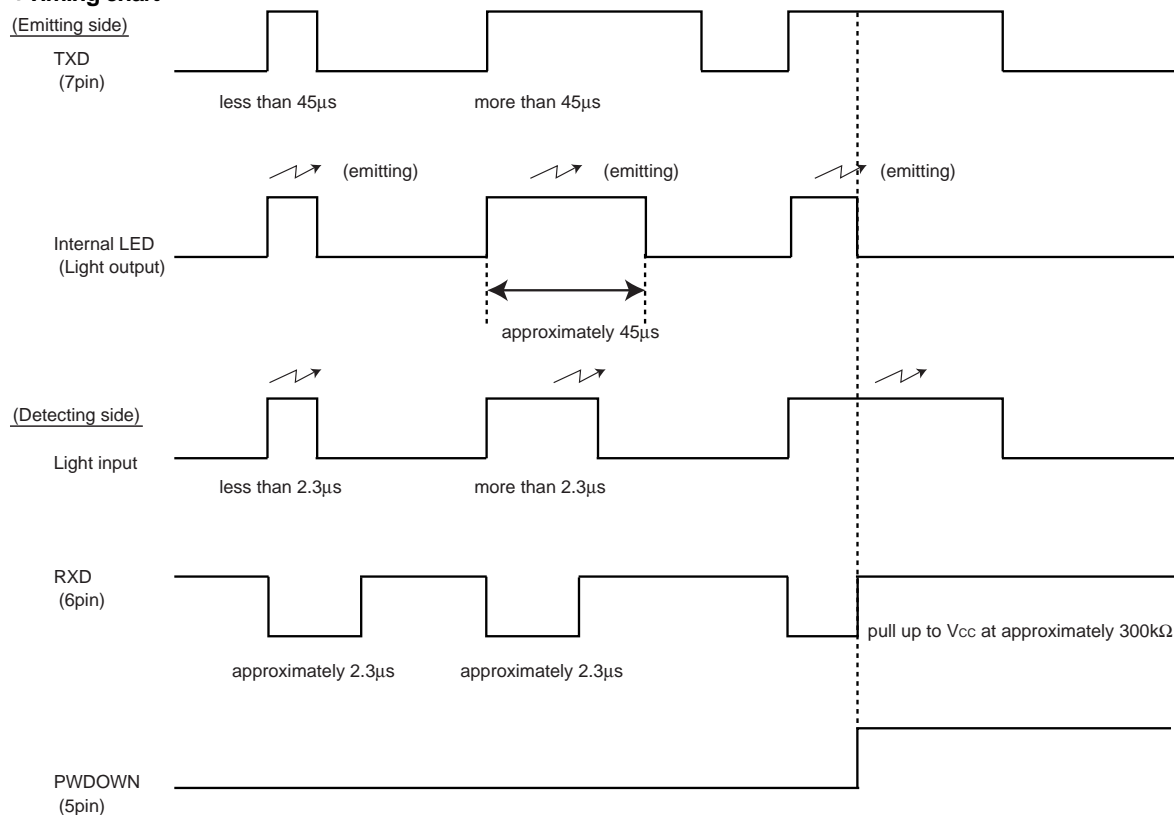 Timing chart
(Emitting side)
TXD
(7pin)
less than 45μs
more than 45μs
(emitting)
(emitting)
(emitting)
Internal LED
(Light output)
approximately 45μs
(Detecting side)
Light input
less than 2.3μs
more than 2.3μs
RXD
(6pin)
pull up to Vcc at approximately 300kΩ
approximately 2.3μs
approximately 2.3μs
PWDOWN
(5pin)